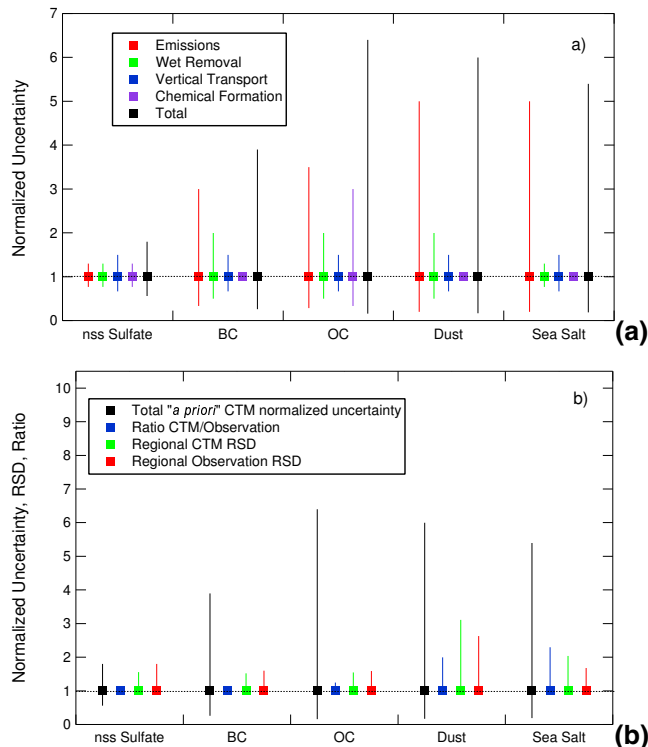 7
6
5
4
3
2
1
0
Normalized Uncertainty
Emissions
Wet Removal
Vertical Transport
Chemical Formation
Total
a)
nss Sulfate BC OC Dust Sea Salt
(a)
10
9
8
7
6
5
4
3
2
1
0
Normalized Uncertainty, RSD, Ratio
Total "a priori" CTM normalized uncertainty
Ratio CTM/Observation
Regional CTM RSD
Regional Observation RSD
b)
nss Sulfate BC OC Dust Sea Salt
(b)